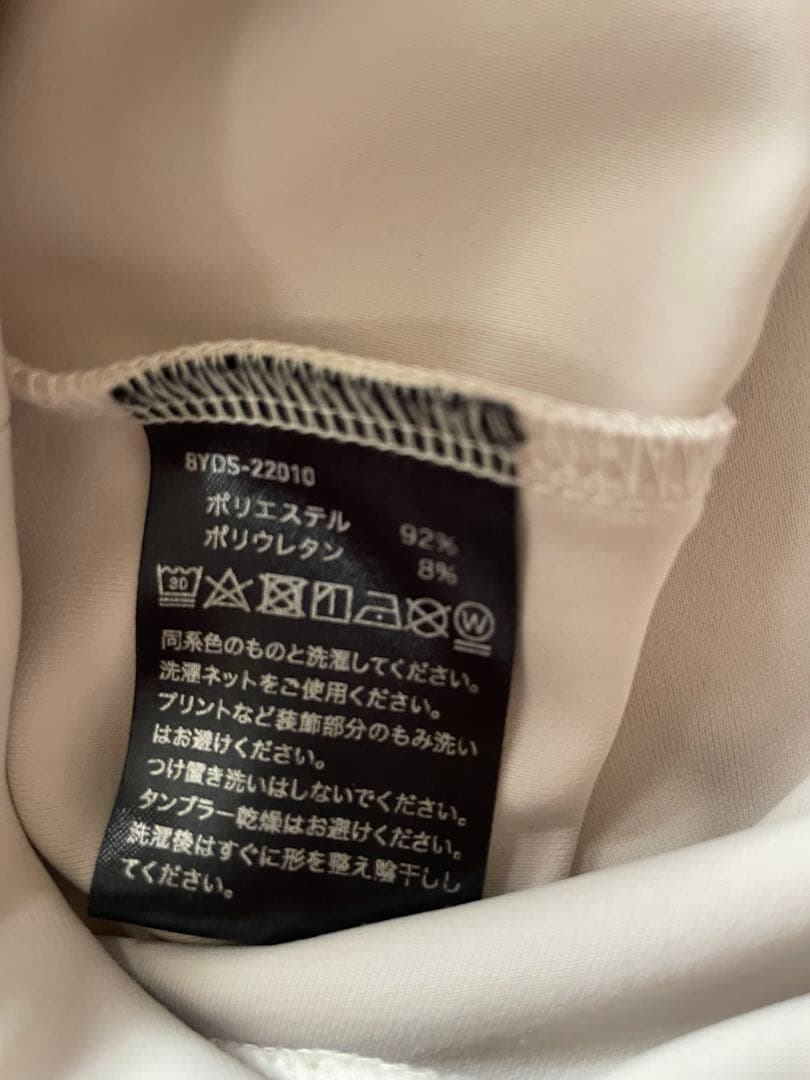 8YDS-22010
ポリエステル 92%
ポリウレタン 8%
30 W
同系色のものと洗濯してください。
洗濯ネットをご使用ください。
プリントなど装飾部分のもみ洗い
はお避けください。
つけ置き洗いはしないでください。
タンブラー乾燥はお避けください。
洗濯後はすぐに形を整え陰干しし
てください。